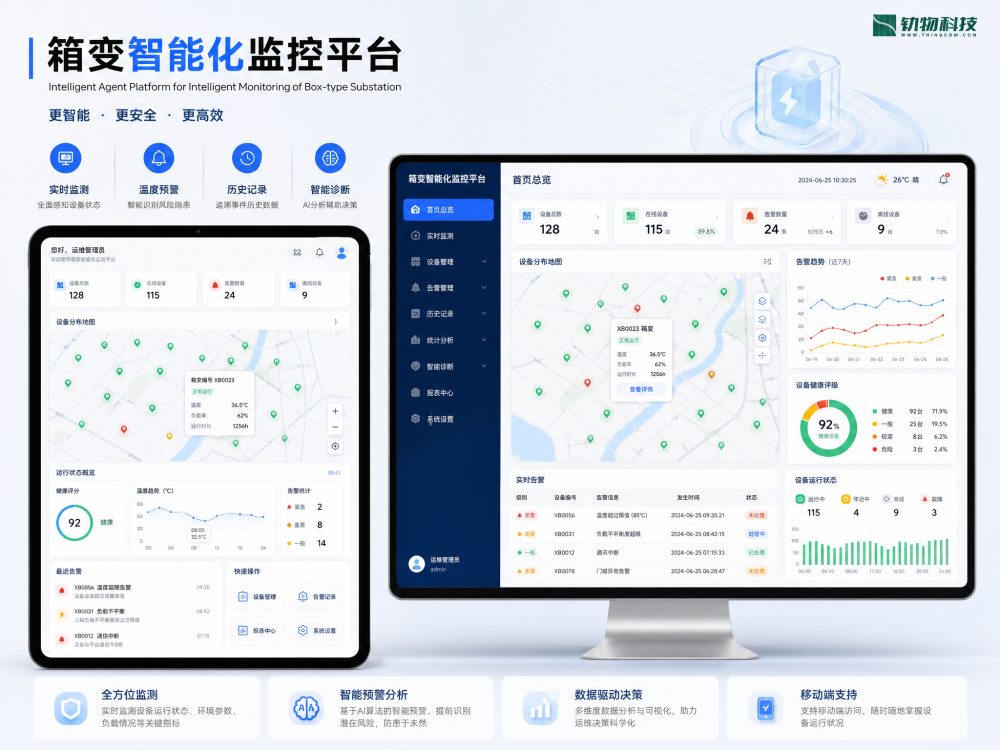 钫物科技
WWW.THINGCOM.COM
箱变智能化监控平台
Intelligent Agent Platform for Intelligent Monitoring of Box-type Substation
更智能 · 更安全 · 更高效
实时监测
全面感知设备状态
温度预警
智能识别风险隐患
历史记录
追溯事件历史数据
智能诊断
AI分析辅助决策
您好，运维管理员
欢迎使用箱变智能化监控平台
设备总数
128
在线设备
115
告警数量
24
离线设备
9
设备分布地图
箱变编号 XB0023
正常运行
温度 36.5°C
负载率 62%
运行时长 1256h
运行状态概览
健康评分
92
健康
温度趋势（℃）
80
60
40
20
0
08:00
32.5°C
00 04 08 12 16 24
告警统计
紧急 2
重要 8
一般 14
最近告警
XB0056 温度超限告警
09:35
设备温度超过设置限值
XB0031 负载不平衡
08:42
XB0012 通信中断
07:15
快捷操作
设备管理
告警记录
报表中心
系统设置
箱变智能化监控平台
首页总览
实时监测
设备管理
告警管理
历史记录
统计分析
智能诊断
报表中心
系统设置
运维管理员
admin
首页总览
2024-06-25 10:30:25
26°C 晴
设备总数
128 台
在线设备
115 台 89.8%
告警数量
24 条 较昨日 +6
离线设备
9 台 7.0%
设备分布地图
XB0023 箱变
正常运行
温度 36.5°C
负载率 62%
运行时长 1256h
查看详情
告警趋势（近7天）
紧急 重要 一般
06-19 06-20 06-21 06-22 06-23 06-24 06-25
设备健康评级
92%
健康设备
健康 92台 71.9%
一般 25台 19.5%
较差 8台 6.2%
危险 3台 2.4%
实时告警
级别 设备编号 告警信息 发生时间 状态
紧急 XB0056 温度超过限值 (85℃) 2024-06-25 09:35:21 未处理
重要 XB0031 负载不平衡度超限 2024-06-25 08:42:15 处理中
一般 XB0012 通讯中断 2024-06-25 07:15:33 已处理
重要 XB0078 门磁异常告警 2024-06-25 06:28:47 未处理
设备运行状态
运行中 停运中 离线 故障
115 4 9 3
150
100
50
0
00:00 04:00 08:00 12:00 16:00 20:00 24:00
全方位监测
实时监测设备运行状态、环境参数、
负载情况等关键指标
智能预警分析
基于AI算法的智能预警，提前识别
潜在风险，防患于未然
数据驱动决策
多维度数据分析与可视化，助力
运维决策科学化
移动端支持
支持移动端访问，随时随地掌握设
备运行状况